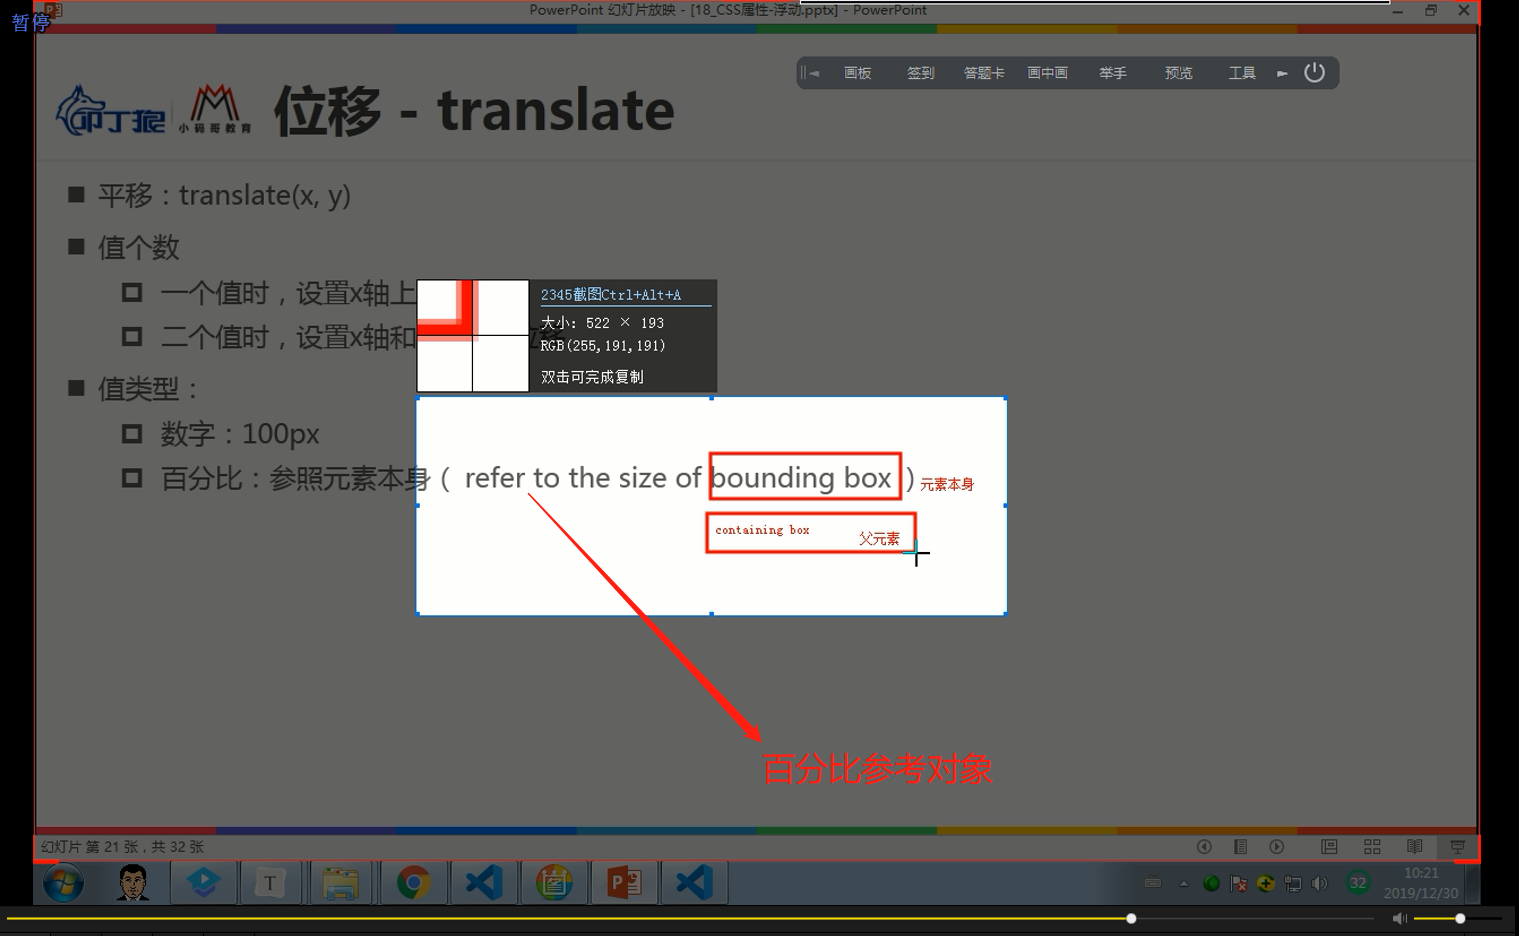 暂停
PowerPoint 幻灯片放映 - [18_CSS属性-浮动.pptx] - PowerPoint
画板 签到 答题卡 画中画 举手 预览 工具
叩丁狼 小码哥教育 位移 - translate
平移：translate(x, y)
值个数
一个值时，设置x轴上
二个值时，设置x轴和
2345截图Ctrl+Alt+A
大小: 522 × 193
RGB(255,191,191)
双击可完成复制
值类型：
数字：100px
百分比：参照元素本身（ refer to the size of bounding box ）元素本身
containing box 父元素
百分比参考对象
幻灯片 第 21 张，共 32 张
32
10:21
2019/12/30